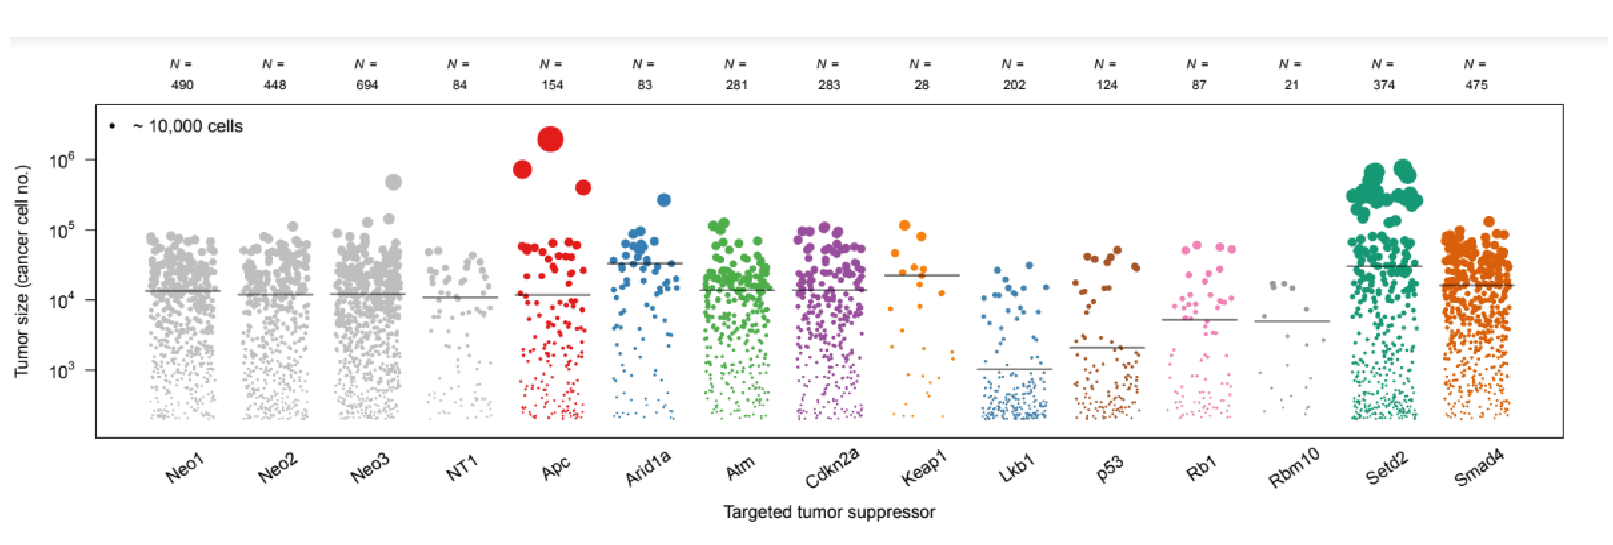 N = N = N = N = N = N = N = N = N = N = N = N = N = N = N =
490 448 694 84 154 83 281 283 28 202 124 87 21 374 475
~ 10,000 cells
Tumor size (cancer cell no.)
10⁶
10⁵
10⁴
10³
Neo1 Neo2 Neo3 NT1 Apc Arid1a Atm Cdkn2a Keap1 Lkb1 p53 Rb1 Rbm10 Setd2 Smad4
Targeted tumor suppressor